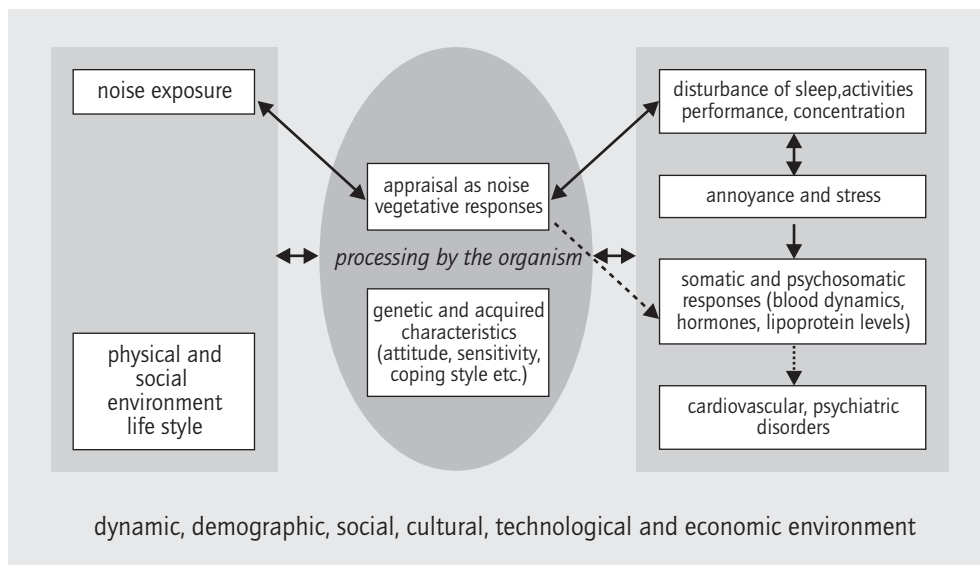 noise exposure
physical and
social
environment
life style
appraisal as noise
vegetative responses
processing by the organism
genetic and acquired
characteristics
(attitude, sensitivity,
coping style etc.)
disturbance of sleep,activities
performance, concentration
annoyance and stress
somatic and psychosomatic
responses (blood dynamics,
hormones, lipoprotein levels)
cardiovascular, psychiatric
disorders
dynamic, demographic, social, cultural, technological and economic environment